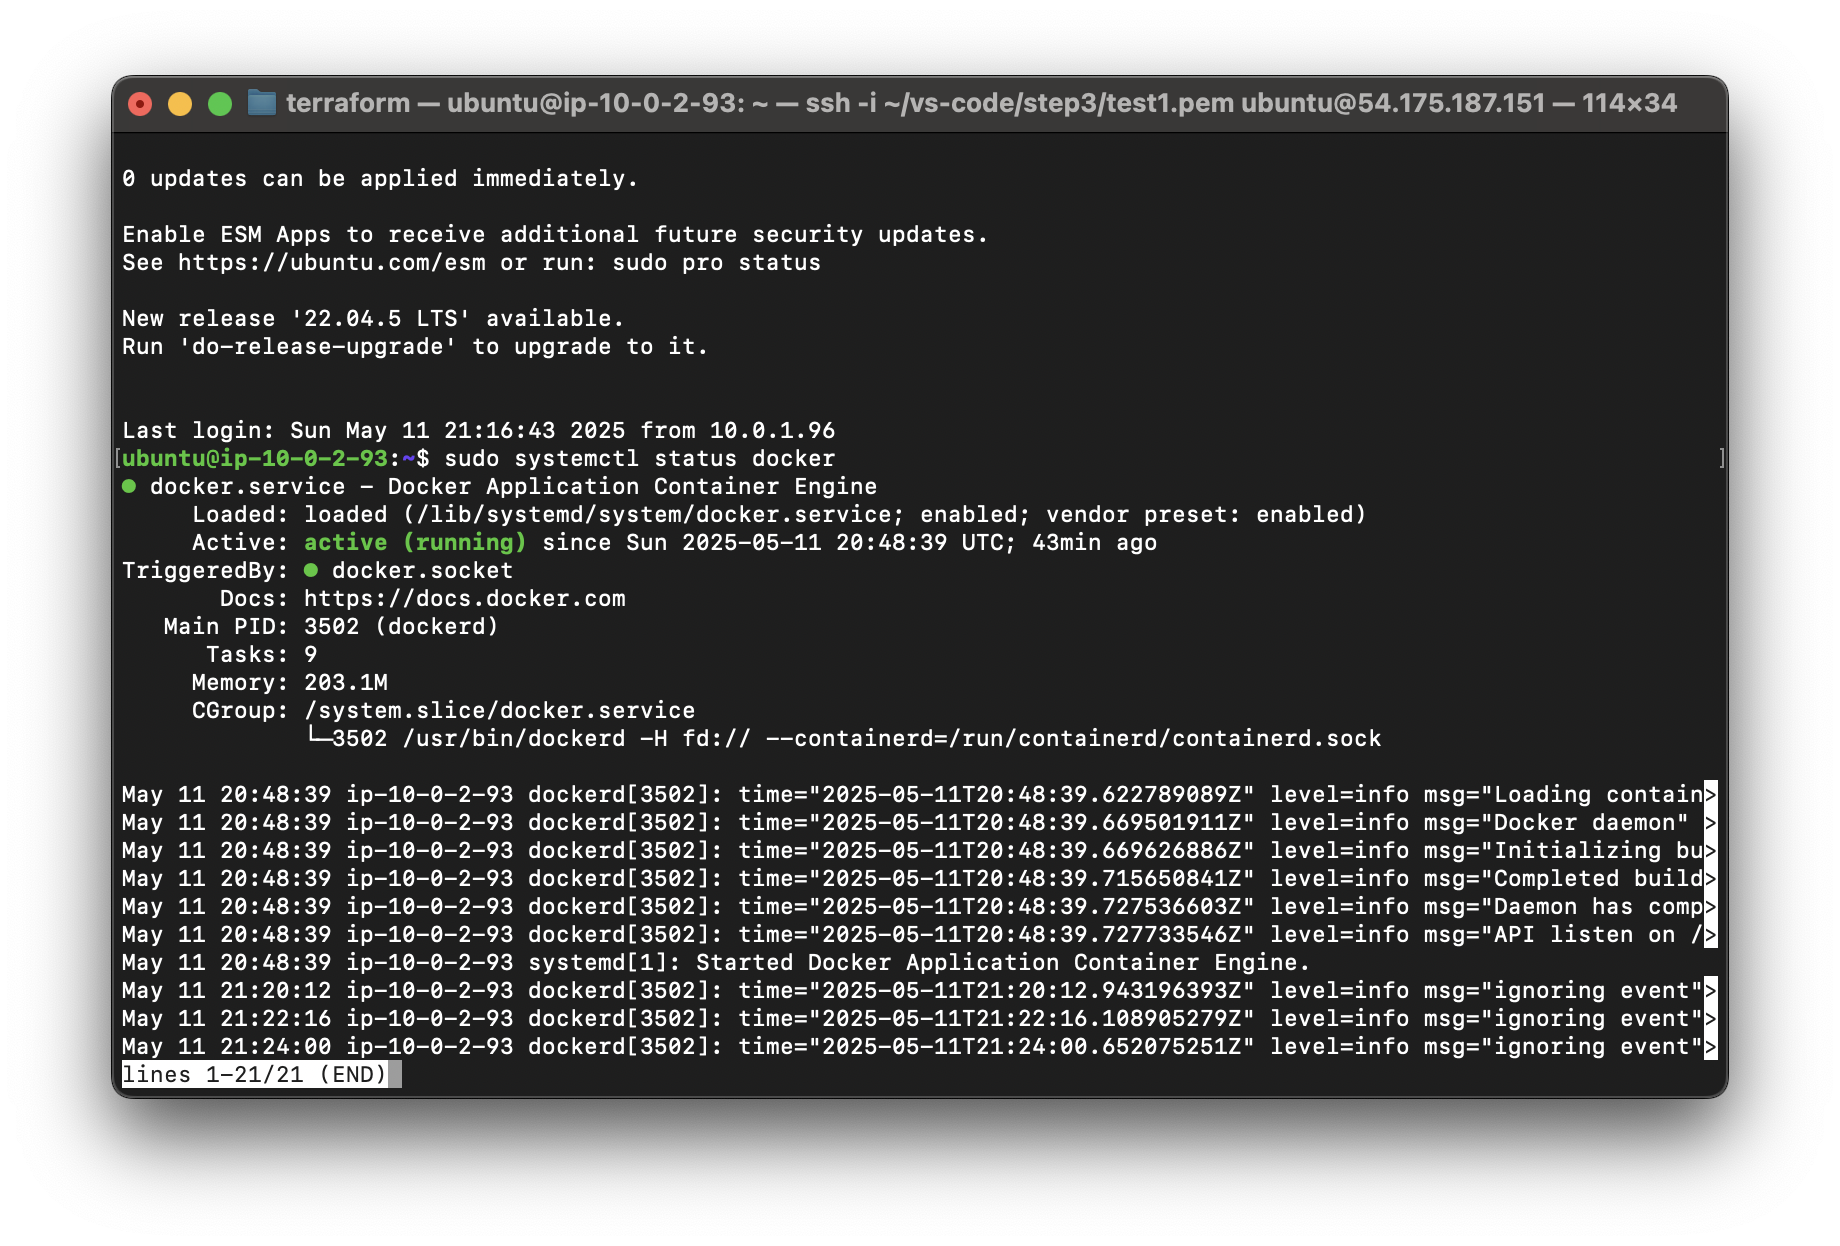 terraform — ubuntu@ip-10-0-2-93: ~ — ssh -i ~/vs-code/step3/test1.pem ubuntu@54.175.187.151 — 114×34
0 updates can be applied immediately.
Enable ESM Apps to receive additional future security updates.
See https://ubuntu.com/esm or run: sudo pro status
New release '22.04.5 LTS' available.
Run 'do-release-upgrade' to upgrade to it.
Last login: Sun May 11 21:16:43 2025 from 10.0.1.96
[ubuntu@ip-10-0-2-93:~$ sudo systemctl status docker ]
● docker.service - Docker Application Container Engine
Loaded: loaded (/lib/systemd/system/docker.service; enabled; vendor preset: enabled)
Active: active (running) since Sun 2025-05-11 20:48:39 UTC; 43min ago
TriggeredBy: ● docker.socket
Docs: https://docs.docker.com
Main PID: 3502 (dockerd)
Tasks: 9
Memory: 203.1M
CGroup: /system.slice/docker.service
└─3502 /usr/bin/dockerd -H fd:// --containerd=/run/containerd/containerd.sock
May 11 20:48:39 ip-10-0-2-93 dockerd[3502]: time="2025-05-11T20:48:39.622789089Z" level=info msg="Loading contain>
May 11 20:48:39 ip-10-0-2-93 dockerd[3502]: time="2025-05-11T20:48:39.669501911Z" level=info msg="Docker daemon" >
May 11 20:48:39 ip-10-0-2-93 dockerd[3502]: time="2025-05-11T20:48:39.669626886Z" level=info msg="Initializing bu>
May 11 20:48:39 ip-10-0-2-93 dockerd[3502]: time="2025-05-11T20:48:39.715650841Z" level=info msg="Completed build>
May 11 20:48:39 ip-10-0-2-93 dockerd[3502]: time="2025-05-11T20:48:39.727536603Z" level=info msg="Daemon has comp>
May 11 20:48:39 ip-10-0-2-93 dockerd[3502]: time="2025-05-11T20:48:39.727733546Z" level=info msg="API listen on />
May 11 20:48:39 ip-10-0-2-93 systemd[1]: Started Docker Application Container Engine.
May 11 21:20:12 ip-10-0-2-93 dockerd[3502]: time="2025-05-11T21:20:12.943196393Z" level=info msg="ignoring event">
May 11 21:22:16 ip-10-0-2-93 dockerd[3502]: time="2025-05-11T21:22:16.108905279Z" level=info msg="ignoring event">
May 11 21:24:00 ip-10-0-2-93 dockerd[3502]: time="2025-05-11T21:24:00.652075251Z" level=info msg="ignoring event">
lines 1-21/21 (END)